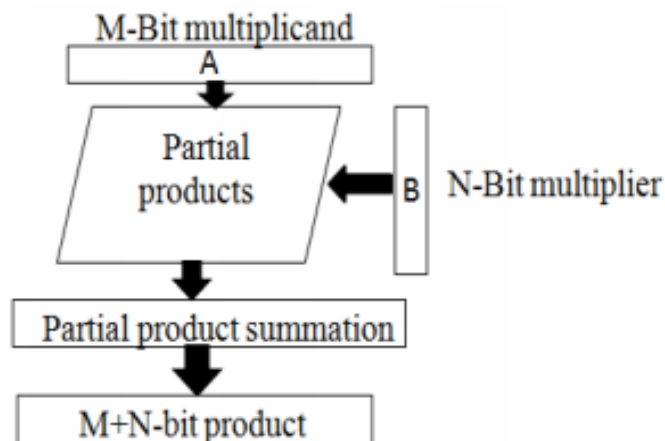 M-Bit multiplicand
A
Partial
products
B
N-Bit multiplier
Partial product summation
M+N-bit product